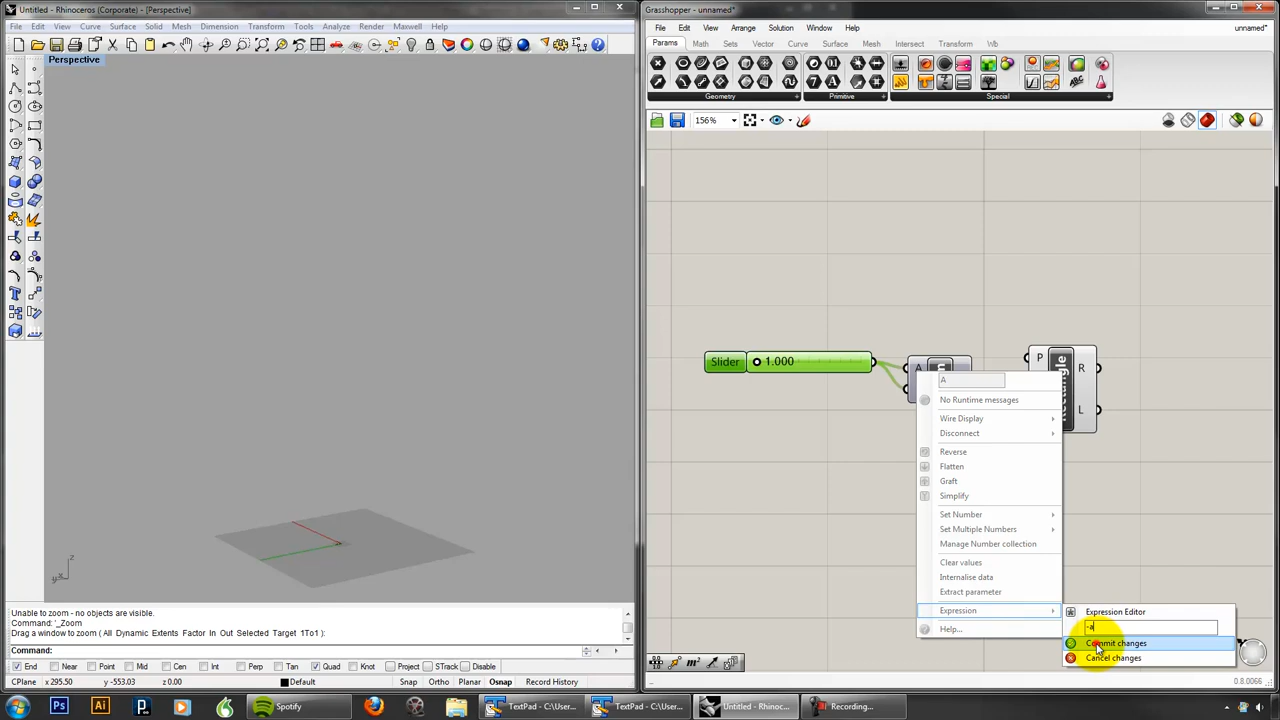 Untitled - Rhinoceros (Corporate) - [Perspective]
File Edit View Curve Surface Solid Mesh Dimension Transform Tools Analyze Render Maxwell Help
Perspective
z
y x
Unable to zoom - no objects are visible.
Command: '_Zoom
Drag a window to zoom ( All Dynamic Extents Factor In Out Selected Target 1To1 ):
Command:
End Near Point Mid Cen Int Perp Tan Quad Knot Project STrack Disable
CPlane x 295.50 y -553.03 z 0.00 Default Snap Ortho Planar Osnap Record History
Grasshopper - unnamed*
File Edit View Arrange Solution Window Help unnamed*
Params Math Sets Vector Curve Surface Mesh Intersect Transform Wb
Geometry + Primitive + Special +
156%
Slider 1.000
A
P R
L
A
No Runtime messages
Wire Display
Disconnect
Reverse
Flatten
Graft
Simplify
Set Number
Set Multiple Numbers
Manage Number collection
Clear values
Internalise data
Extract parameter
Expression
Help...
Expression Editor
-a
Commit changes
Cancel changes
0.8.0066
Ps Ai Spotify TextPad - C:\User... TextPad - C:\User... Untitled - Rhinoc... Recording...